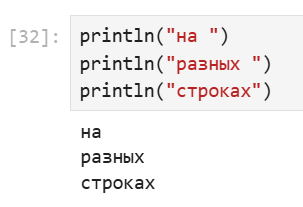 [32]: println("на ")
println("разных ")
println("строках")
на
разных
строках